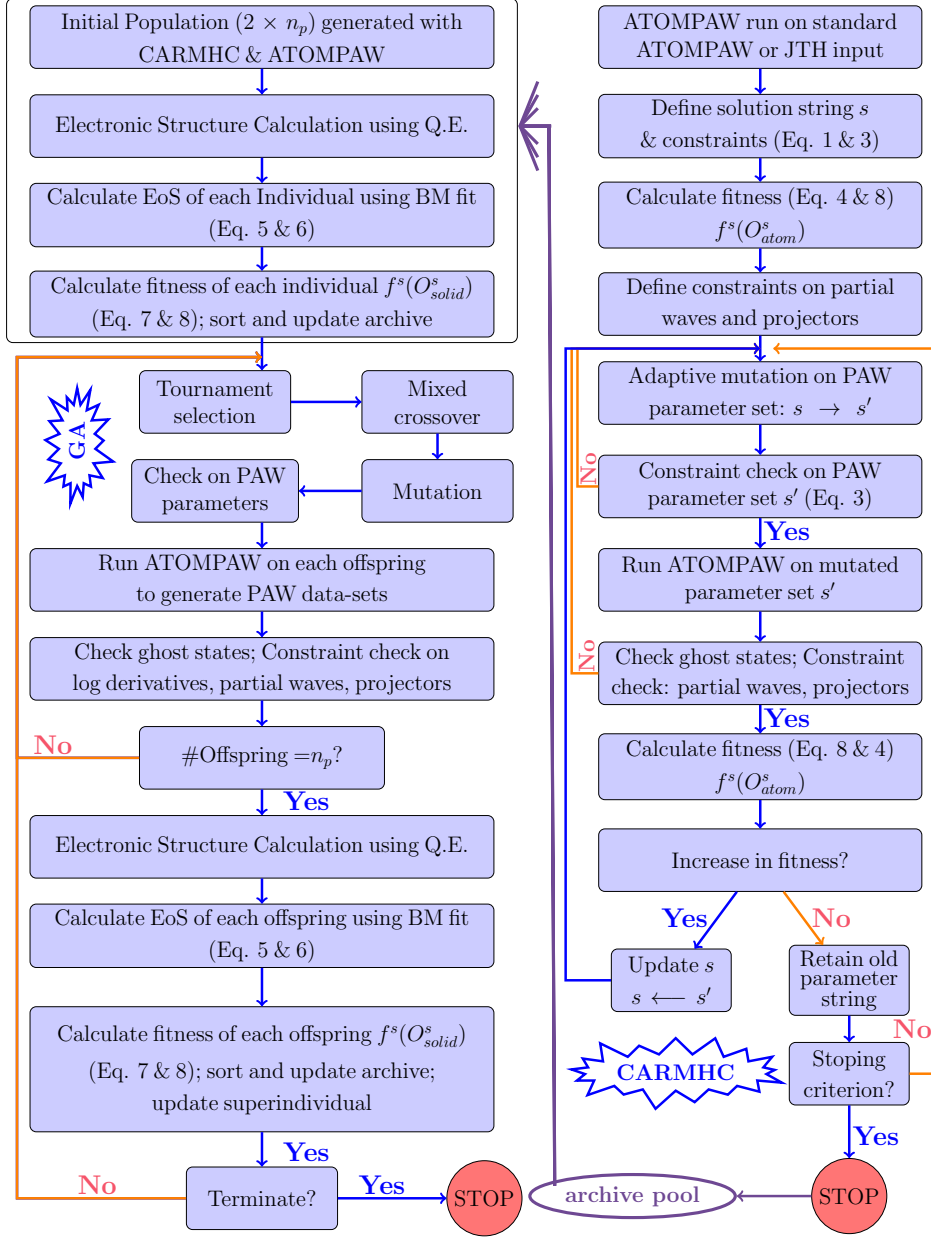 Initial Population (2 × n_p) generated with
CARMHC & ATOMPAW
Electronic Structure Calculation using Q.E.
Calculate EoS of each Individual using BM fit
(Eq. 5 & 6)
Calculate fitness of each individual f^s(O^s_solid)
(Eq. 7 & 8); sort and update archive
Tournament
selection
Mixed
crossover
GA
Check on PAW
parameters
Mutation
Run ATOMPAW on each offspring
to generate PAW data-sets
Check ghost states; Constraint check on
log derivatives, partial waves, projectors
No
#Offspring =n_p?
Yes
Electronic Structure Calculation using Q.E.
Calculate EoS of each offspring using BM fit
(Eq. 5 & 6)
Calculate fitness of each offspring f^s(O^s_solid)
(Eq. 7 & 8); sort and update archive;
update superindividual
Yes
No
Terminate?
Yes
STOP
ATOMPAW run on standard
ATOMPAW or JTH input
Define solution string s
& constraints (Eq. 1 & 3)
Calculate fitness (Eq. 4 & 8)
f^s(O^s_atom)
Define constraints on partial
waves and projectors
Adaptive mutation on PAW
parameter set: s → s′
No
Constraint check on PAW
parameter set s′ (Eq. 3)
Yes
Run ATOMPAW on mutated
parameter set s′
No
Check ghost states; Constraint
check: partial waves, projectors
Yes
Calculate fitness (Eq. 8 & 4)
f^s(O^s_atom)
Increase in fitness?
Yes
No
Update s
s ⟵ s′
Retain old
parameter
string
No
CARMHC
Stoping
criterion?
Yes
STOP
archive pool